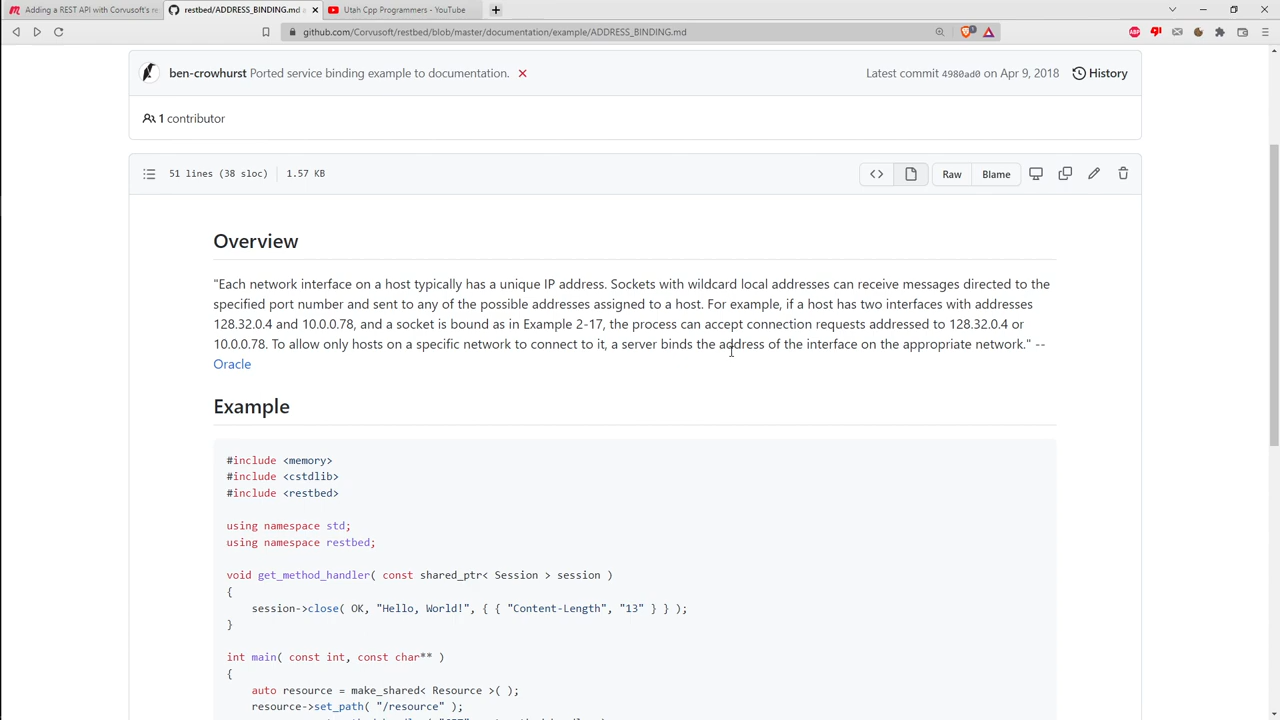 Adding a REST API with Corvusoft's re
restbed/ADDRESS_BINDING.md a
Utah Cpp Programmers - YouTube
github.com/Corvusoft/restbed/blob/master/documentation/example/ADDRESS_BINDING.md
ben-crowhurst Ported service binding example to documentation.
Latest commit 4980ad0 on Apr 9, 2018
History
1 contributor
51 lines (38 sloc) 1.57 KB
Raw
Blame
Overview
"Each network interface on a host typically has a unique IP address. Sockets with wildcard local addresses can receive messages directed to the
specified port number and sent to any of the possible addresses assigned to a host. For example, if a host has two interfaces with addresses
128.32.0.4 and 10.0.0.78, and a socket is bound as in Example 2-17, the process can accept connection requests addressed to 128.32.0.4 or
10.0.0.78. To allow only hosts on a specific network to connect to it, a server binds the address of the interface on the appropriate network." --
Oracle
Example
#include <memory>
#include <cstdlib>
#include <restbed>
using namespace std;
using namespace restbed;
void get_method_handler( const shared_ptr< Session > session )
{
session->close( OK, "Hello, World!", { { "Content-Length", "13" } } );
}
int main( const int, const char** )
{
auto resource = make_shared< Resource >( );
resource->set_path( "/resource" );